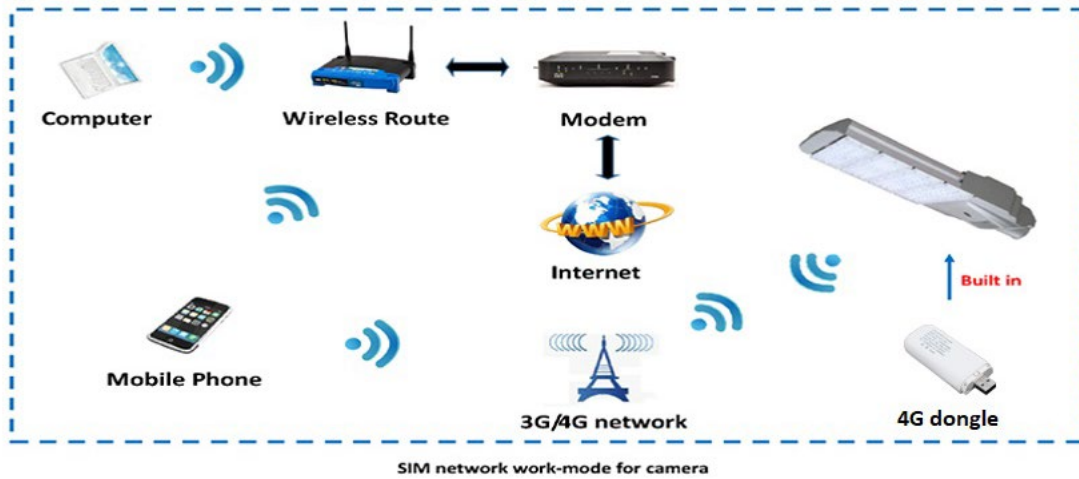 Computer
Wireless Route
Modem
WWW
Internet
Built in
Mobile Phone
3G/4G network
4G dongle
SIM network work-mode for camera